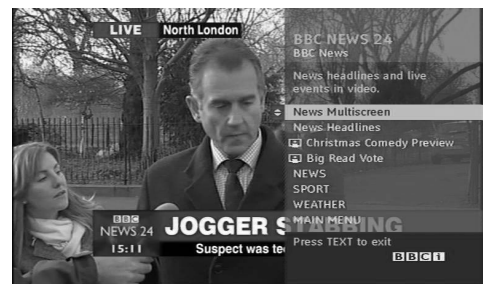 LIVE North London
BBC NEWS 24
BBC News
News headlines and live
events in video.
News Multiscreen
News Headlines
Christmas Comedy Preview
Big Read Vote
NEWS
SPORT
WEATHER
MAIN MENU
Press TEXT to exit
BBC 1
BBC
NEWS 24
15:11
JOGGER STABBING
Suspect was